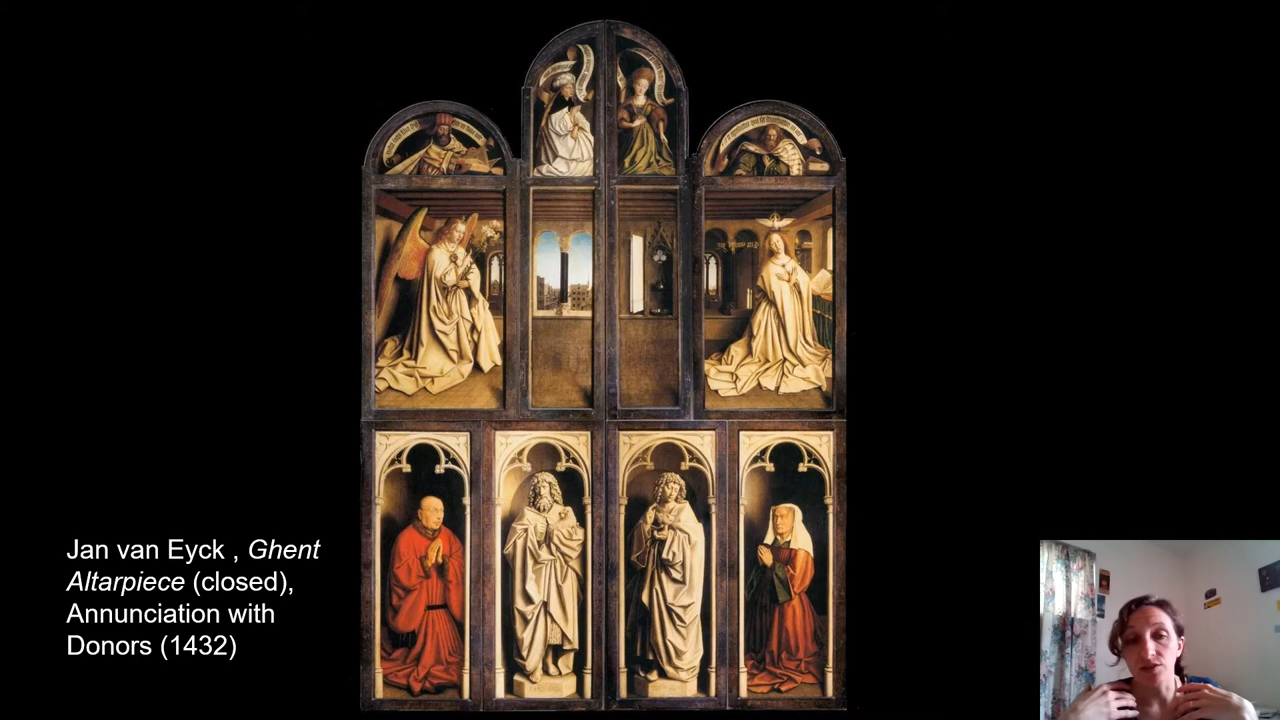 Jan van Eyck , Ghent
Altarpiece (closed),
Annunciation with
Donors (1432)